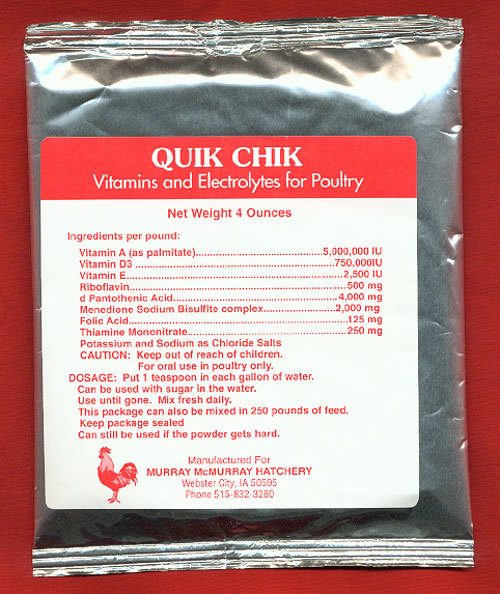 QUIK CHIK
Vitamins and Electrolytes for Poultry
Net Weight 4 Ounces
Ingredients per pound:
Vitamin A (as palmitate)..........5,000,000 IU
Vitamin D3 ..........750,000IU
Vitamin E..........2,500 IU
Riboflavin..........500 mg
d Pantothenic Acid..........4,000 mg
Menedione Sodium Bisulfite complex..........2,000 mg
Folic Acid..........125 mg
Thiamine Mononitrate..........250 mg
Potassium and Sodium as Chloride Salts
CAUTION: Keep out of reach of children.
For oral use in poultry only.
DOSAGE: Put 1 teaspoon in each gallon of water.
Can be used with sugar in the water.
Use until gone. Mix fresh daily.
This package can also be mixed in 250 pounds of feed.
Keep package sealed
Can still be used if the powder gets hard.
Manufactured For
MURRAY McMURRAY HATCHERY
Webster City, IA 50595
Phone 515-832-3280